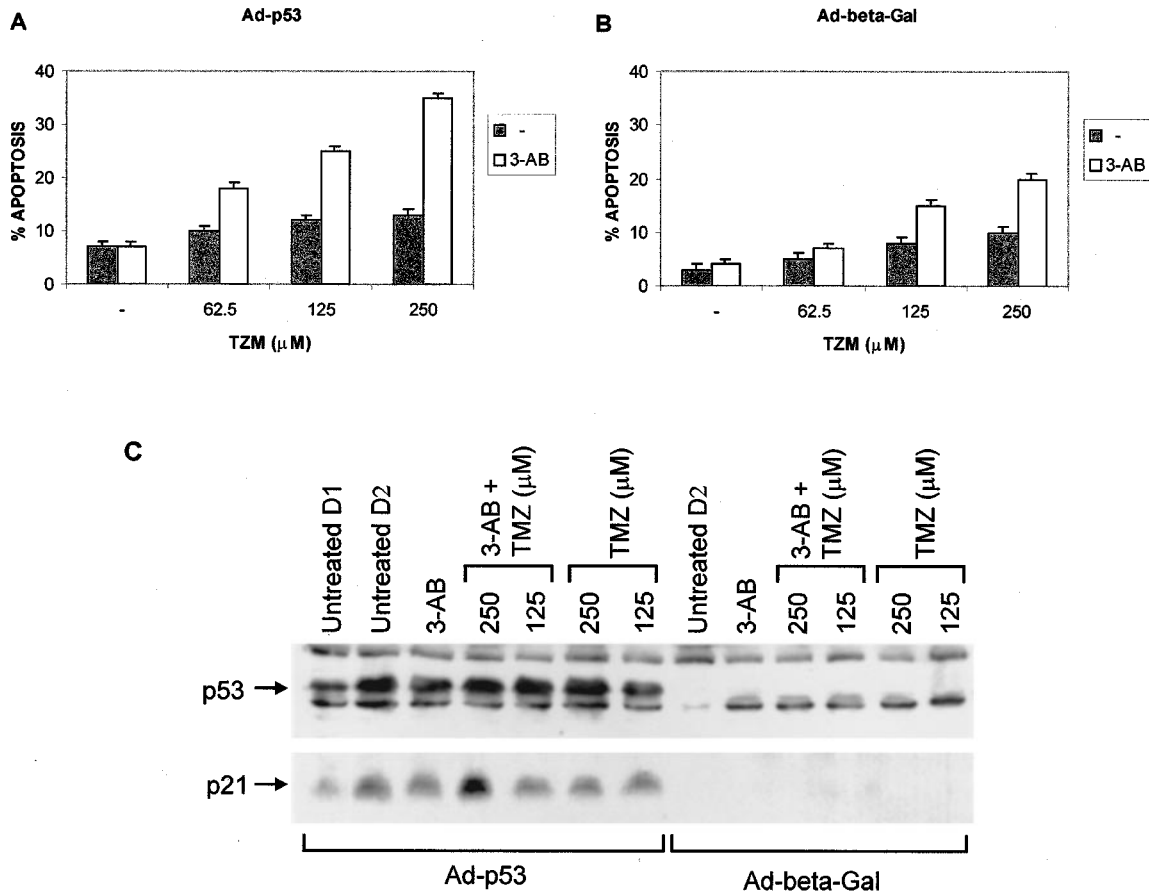 A
Ad-p53
% APOPTOSIS
40
30
20
10
0
-
62.5
125
250
TZM (μM)
-
3-AB
B
Ad-beta-Gal
% APOPTOSIS
40
30
20
10
0
-
62.5
125
250
TZM (μM)
-
3-AB
C
Untreated D1
Untreated D2
3-AB
3-AB +
TMZ (μM)
250
125
TMZ (μM)
250
125
Untreated D2
3-AB
3-AB +
TMZ (μM)
250
125
TMZ (μM)
250
125
p53
p21
Ad-p53
Ad-beta-Gal